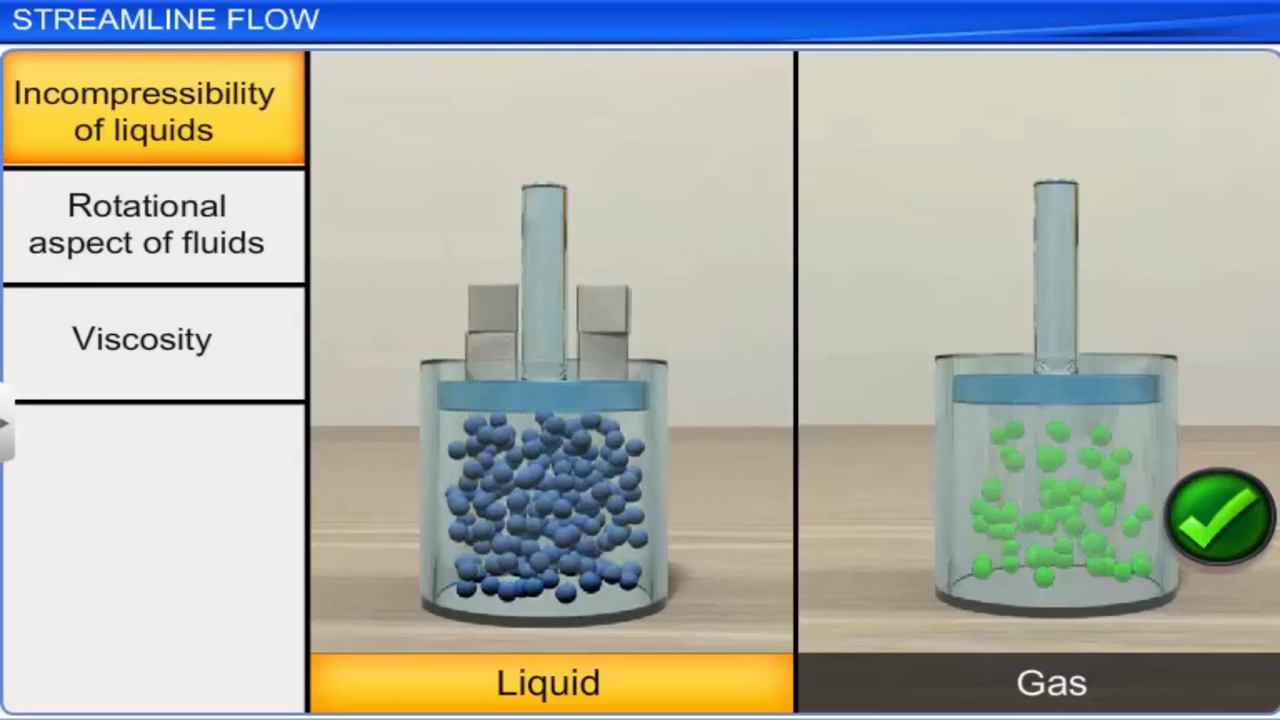 STREAMLINE FLOW
Incompressibility
of liquids
Rotational
aspect of fluids
Viscosity
Liquid
Gas